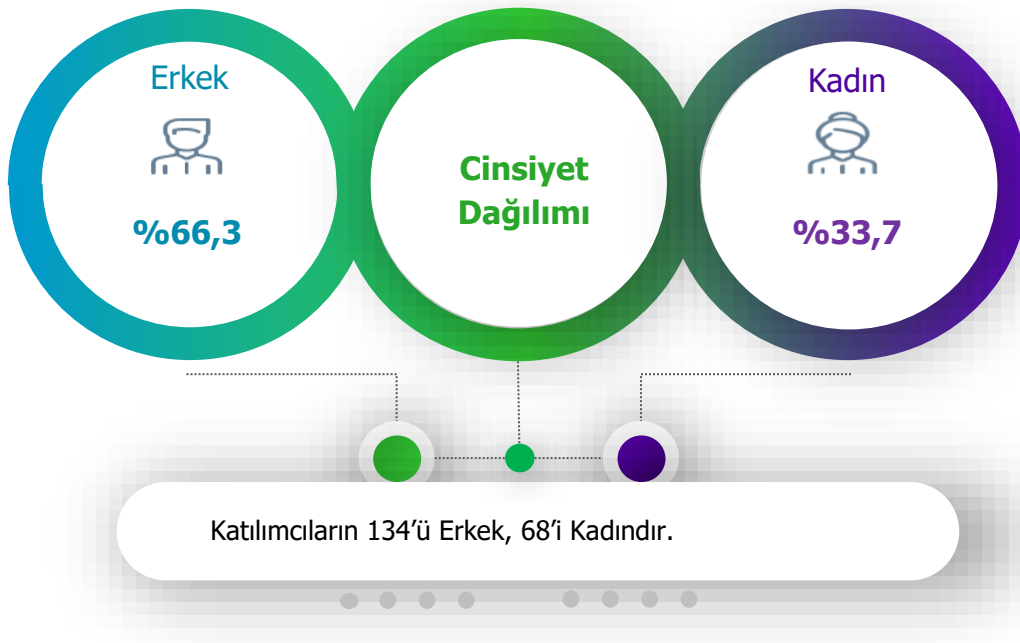 Erkek
%66,3
Cinsiyet
Dağılımı
Kadın
%33,7
Katılımcıların 134’ü Erkek, 68’i Kadındır.